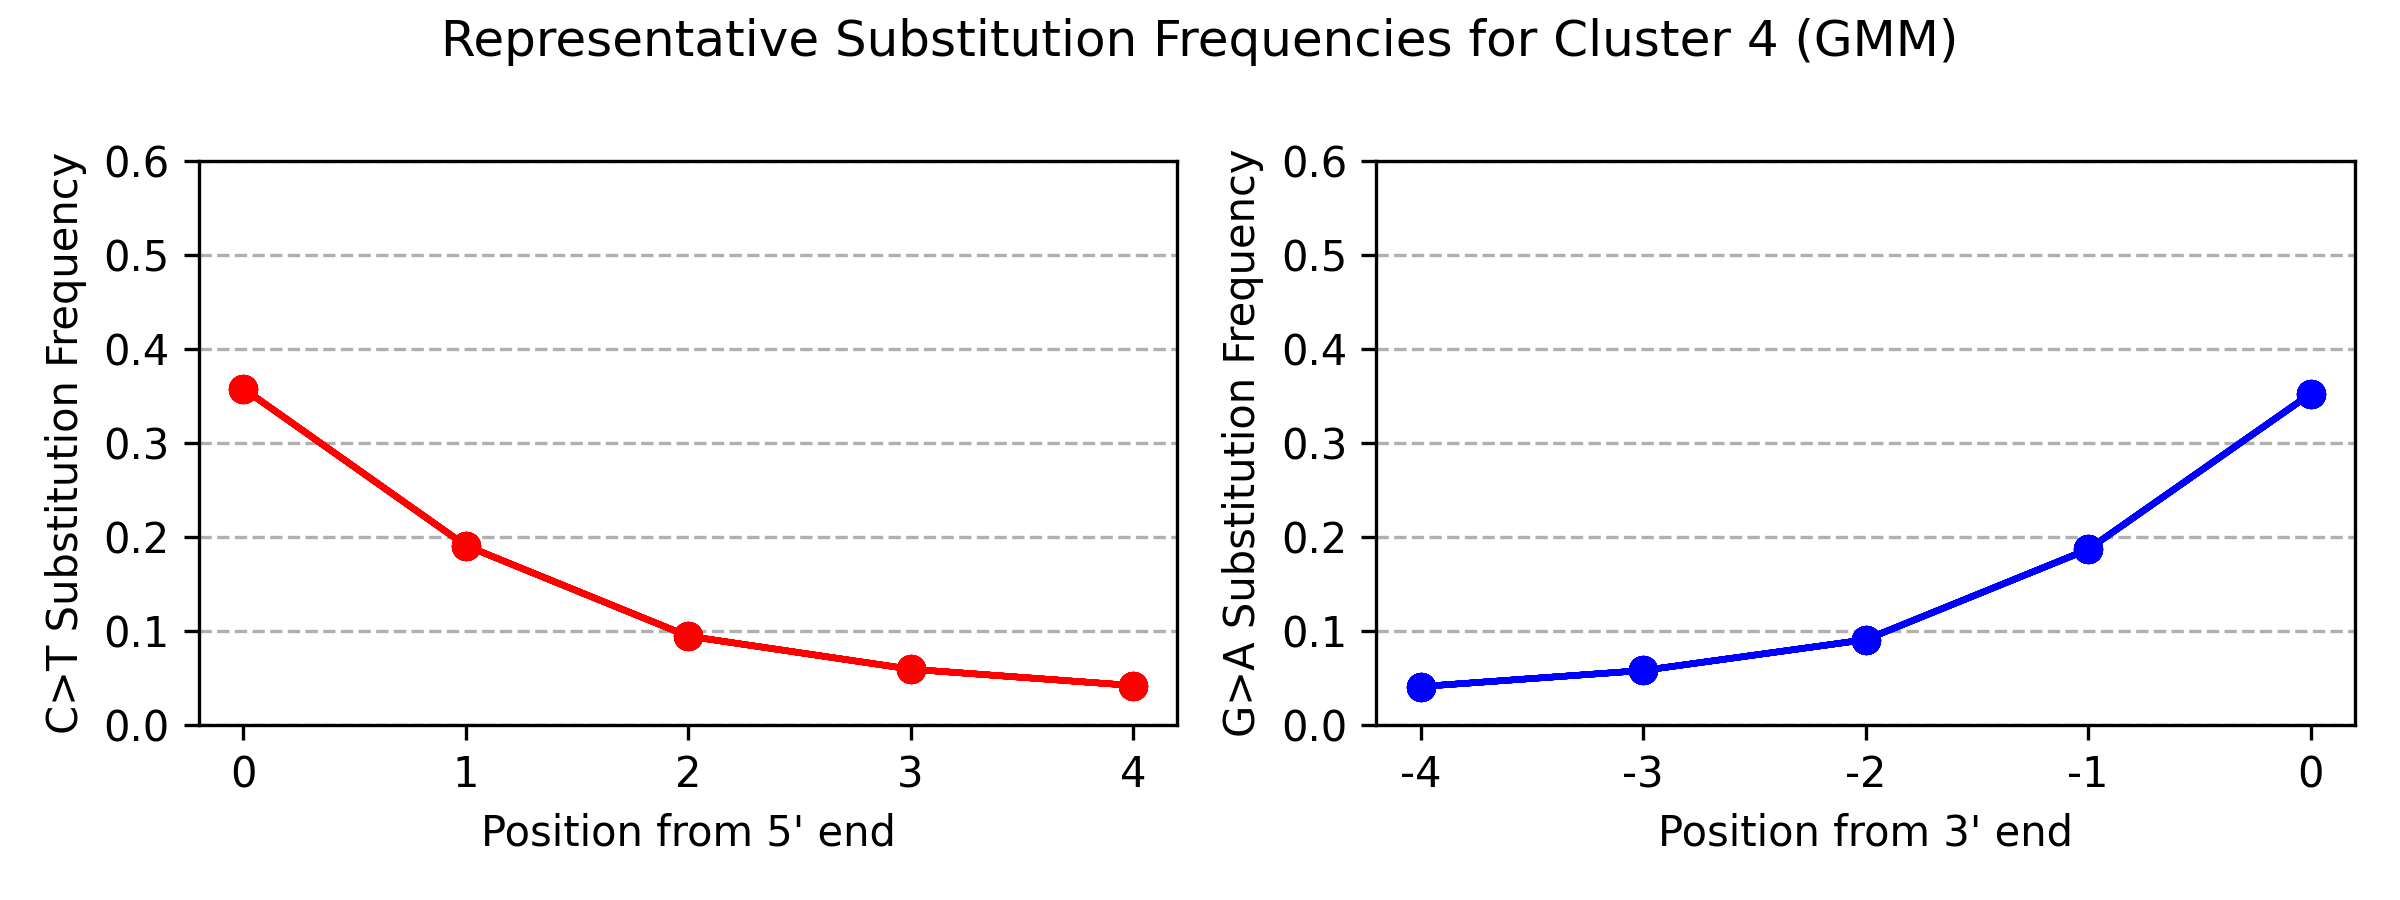 Representative Substitution Frequencies for Cluster 4 (GMM)
C>T Substitution Frequency
0.6
0.5
0.4
0.3
0.2
0.1
0.0
0 1 2 3 4
Position from 5' end
G>A Substitution Frequency
0.6
0.5
0.4
0.3
0.2
0.1
0.0
-4 -3 -2 -1 0
Position from 3' end